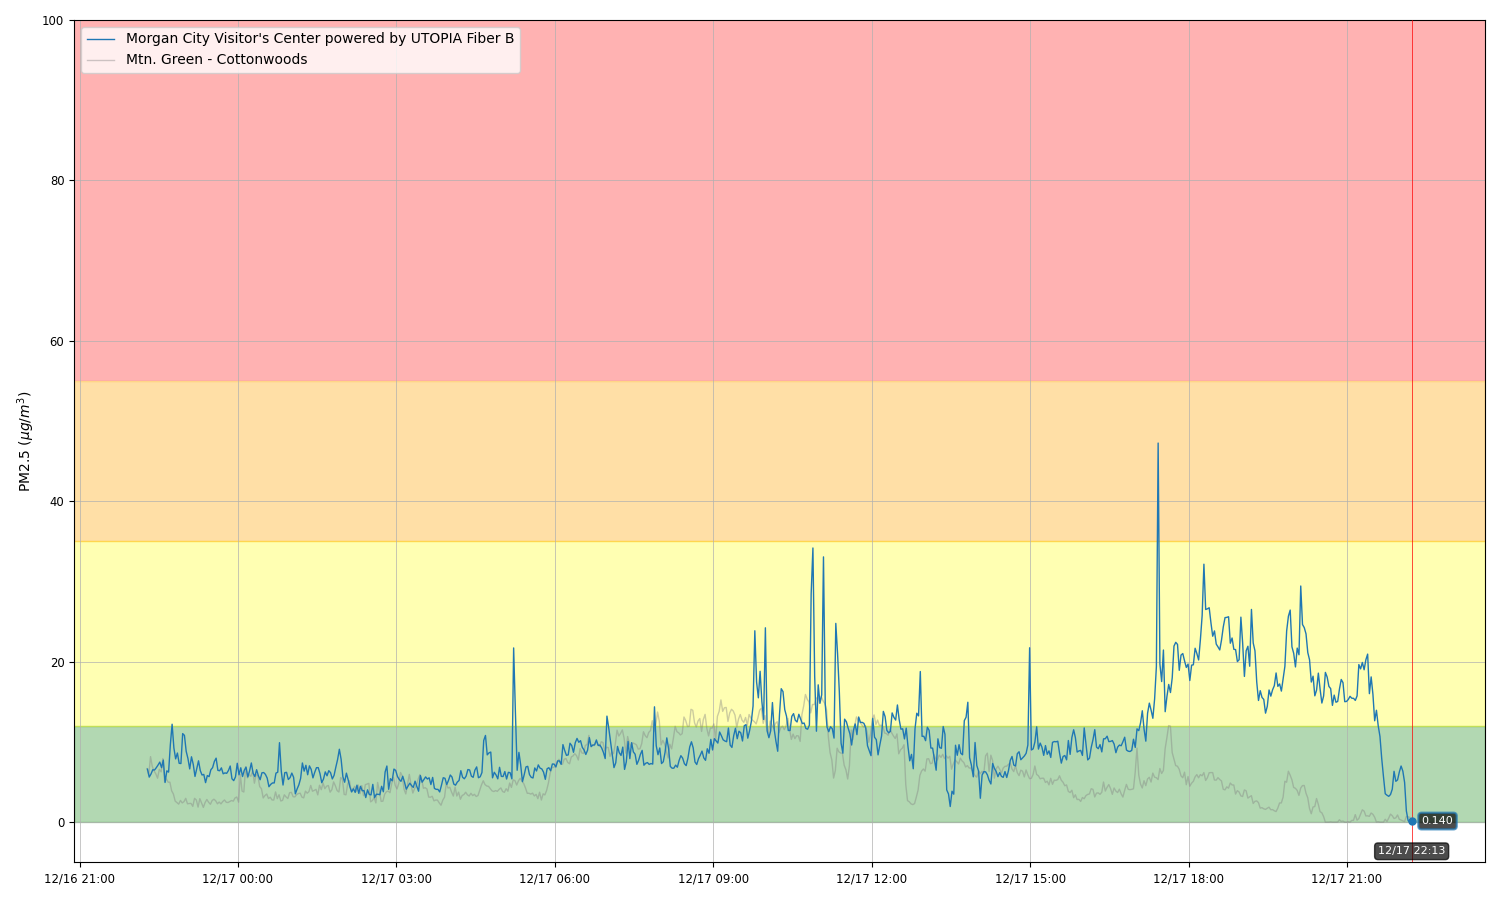 100
80
60
40
20
0
PM2.5 (μg/m³)
Morgan City Visitor's Center powered by UTOPIA Fiber B
Mtn. Green - Cottonwoods
0.140
12/17 22:13
12/16 21:00 12/17 00:00 12/17 03:00 12/17 06:00 12/17 09:00 12/17 12:00 12/17 15:00 12/17 18:00 12/17 21:00